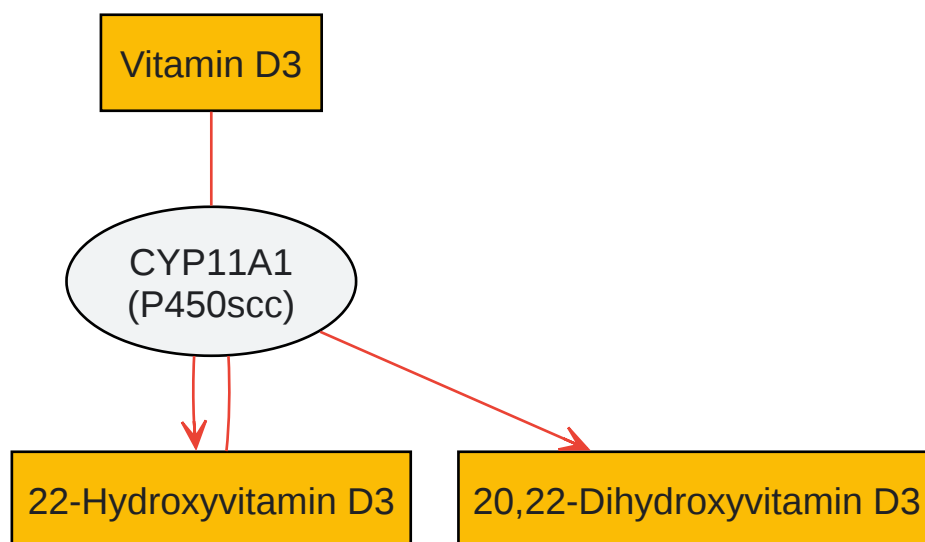 Vitamin D3
CYP11A1
(P450scc)
22-Hydroxyvitamin D3
20,22-Dihydroxyvitamin D3